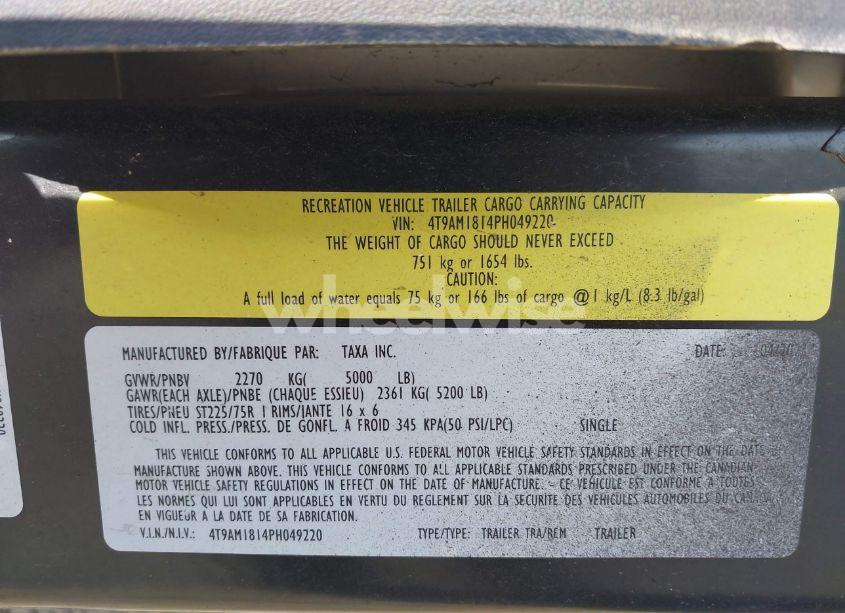 RECREATION VEHICLE TRAILER CARGO CARRYING CAPACITY
VIN: 4T9AM1814PH049220
THE WEIGHT OF CARGO SHOULD NEVER EXCEED
751 kg or 1654 lbs.
CAUTION:
A full load of water equals 75 kg or 166 lbs of cargo @ 1 kg/L (8.3 lb/gal)
wheelwise
MANUFACTURED BY/FABRIQUE PAR: TAXA INC. DATE:
GVWR/PNBV 2270 KG( 5000 LB)
GAWR(EACH AXLE)/PNBE (CHAQUE ESSIEU) 2361 KG( 5200 LB)
TIRES/PNEU ST225/75R I RIMS/JANTE 16 x 6
COLD INFL. PRESS./PRESS. DE GONFL. A FROID 345 KPA(50 PSI/LPC) SINGLE
THIS VEHICLE CONFORMS TO ALL APPLICABLE U.S. FEDERAL MOTOR VEHICLE SAFETY STANDARDS IN EFFECT ON THE DATE
MANUFACTURE SHOWN ABOVE. THIS VEHICLE CONFORMS TO ALL APPLICABLE STANDARDS PRESCRIBED UNDER THE CANADIAN
MOTOR VEHICLE SAFETY REGULATIONS IN EFFECT ON THE DATE OF MANUFACTURE. - CE VEHICULE EST CONFORME A TOUTES
LES NORMES QUI LUI SONT APPLICABLES EN VERTU DU REGLEMENT SUR LA SECURITE DES VEHICULES AUTOMOBILES DU
EN VIGUEUR A LA DATE DE SA FABRICATION.
V.I.N./N.I.V.: 4T9AM1814PH049220 TYPE/TYPE: TRAILER TRA/REM TRAILER